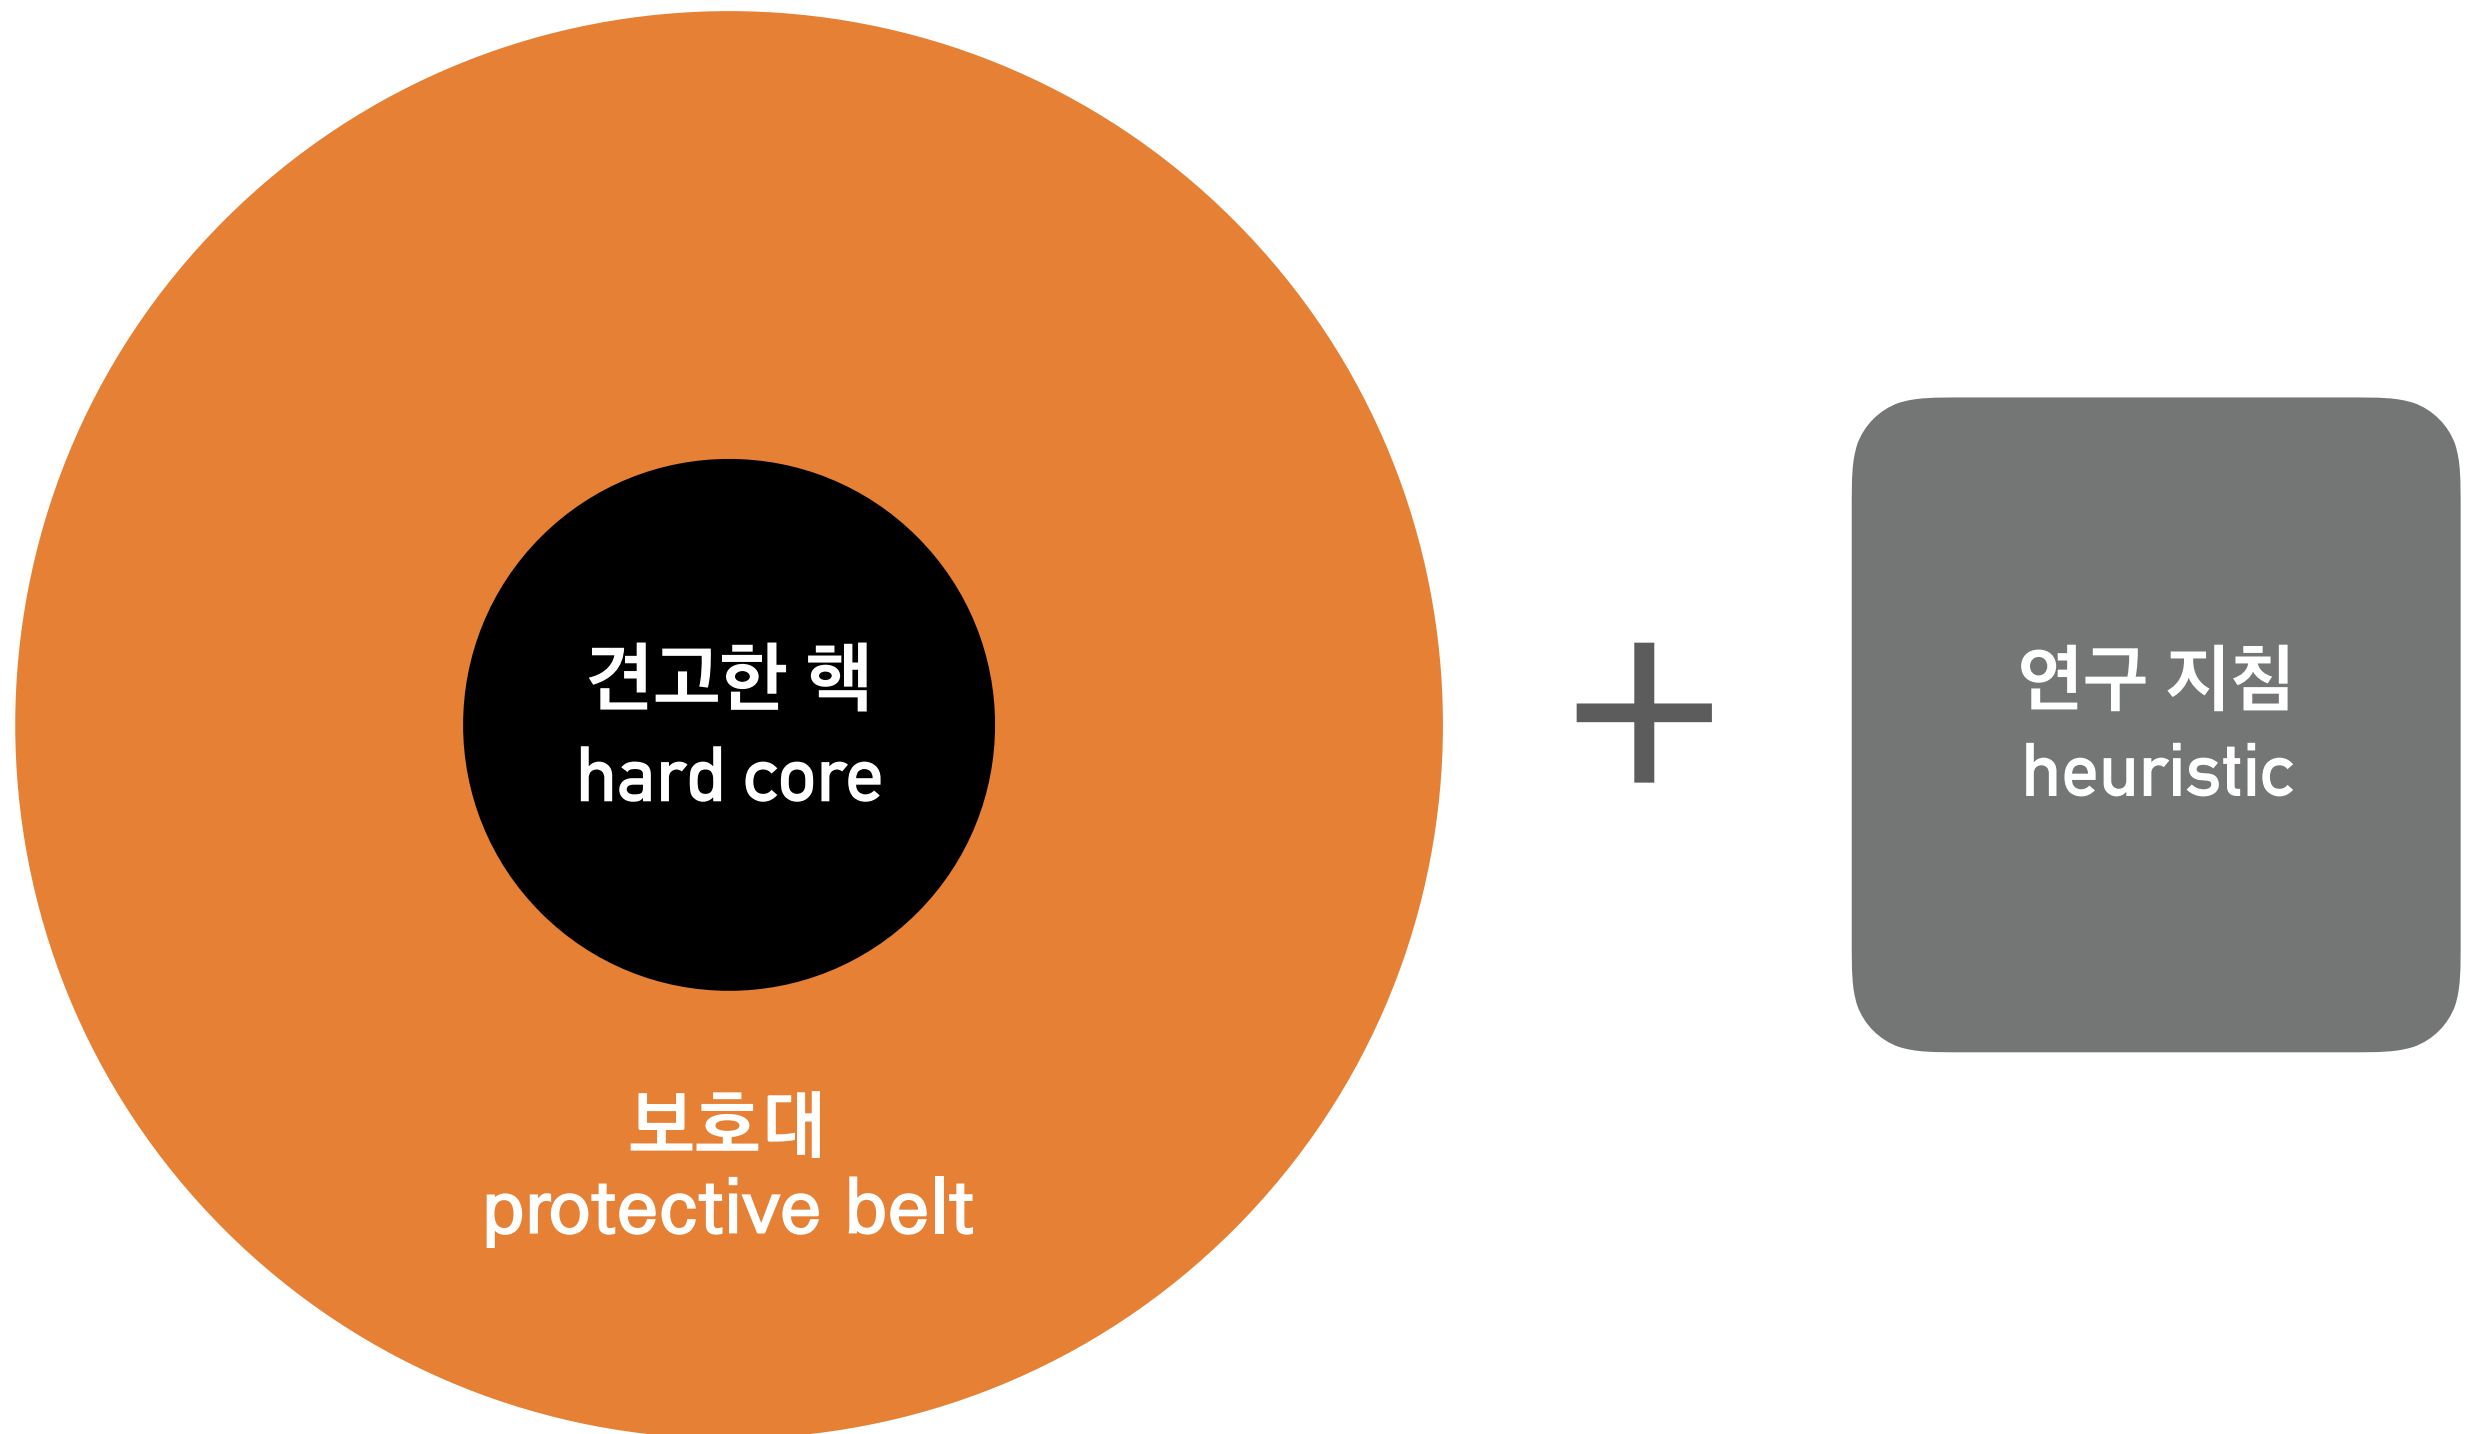 견고한 핵
hard core
보호대
protective belt
+
연구 지침
heuristic